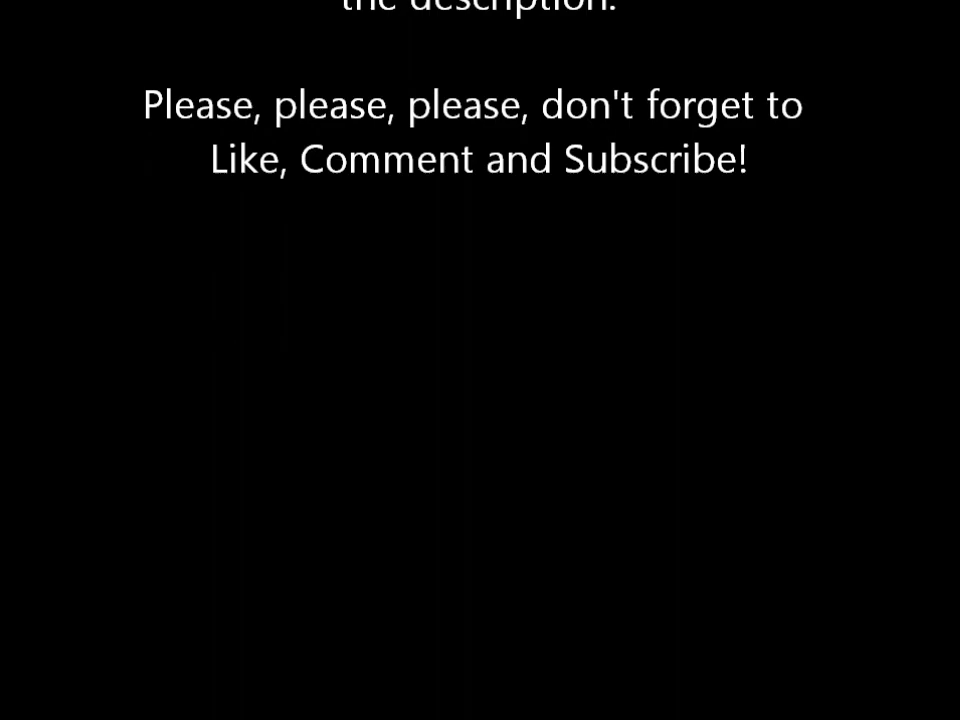 the description.
Please, please, please, don't forget to
Like, Comment and Subscribe!